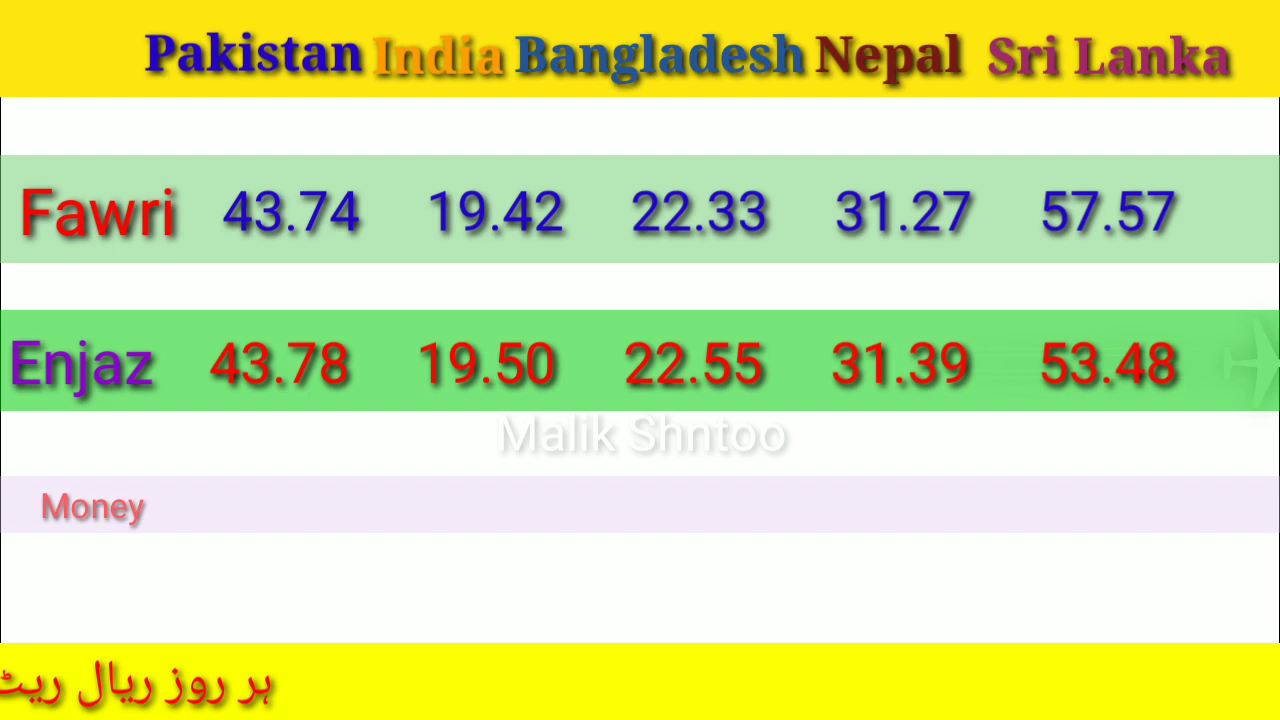 Pakistan India Bangladesh Nepal Sri Lanka
Fawri 43.74 19.42 22.33 31.27 57.57
Enjaz 43.78 19.50 22.55 31.39 53.48
Malik Shntoo
Money
ہر روز ریال ریٹ